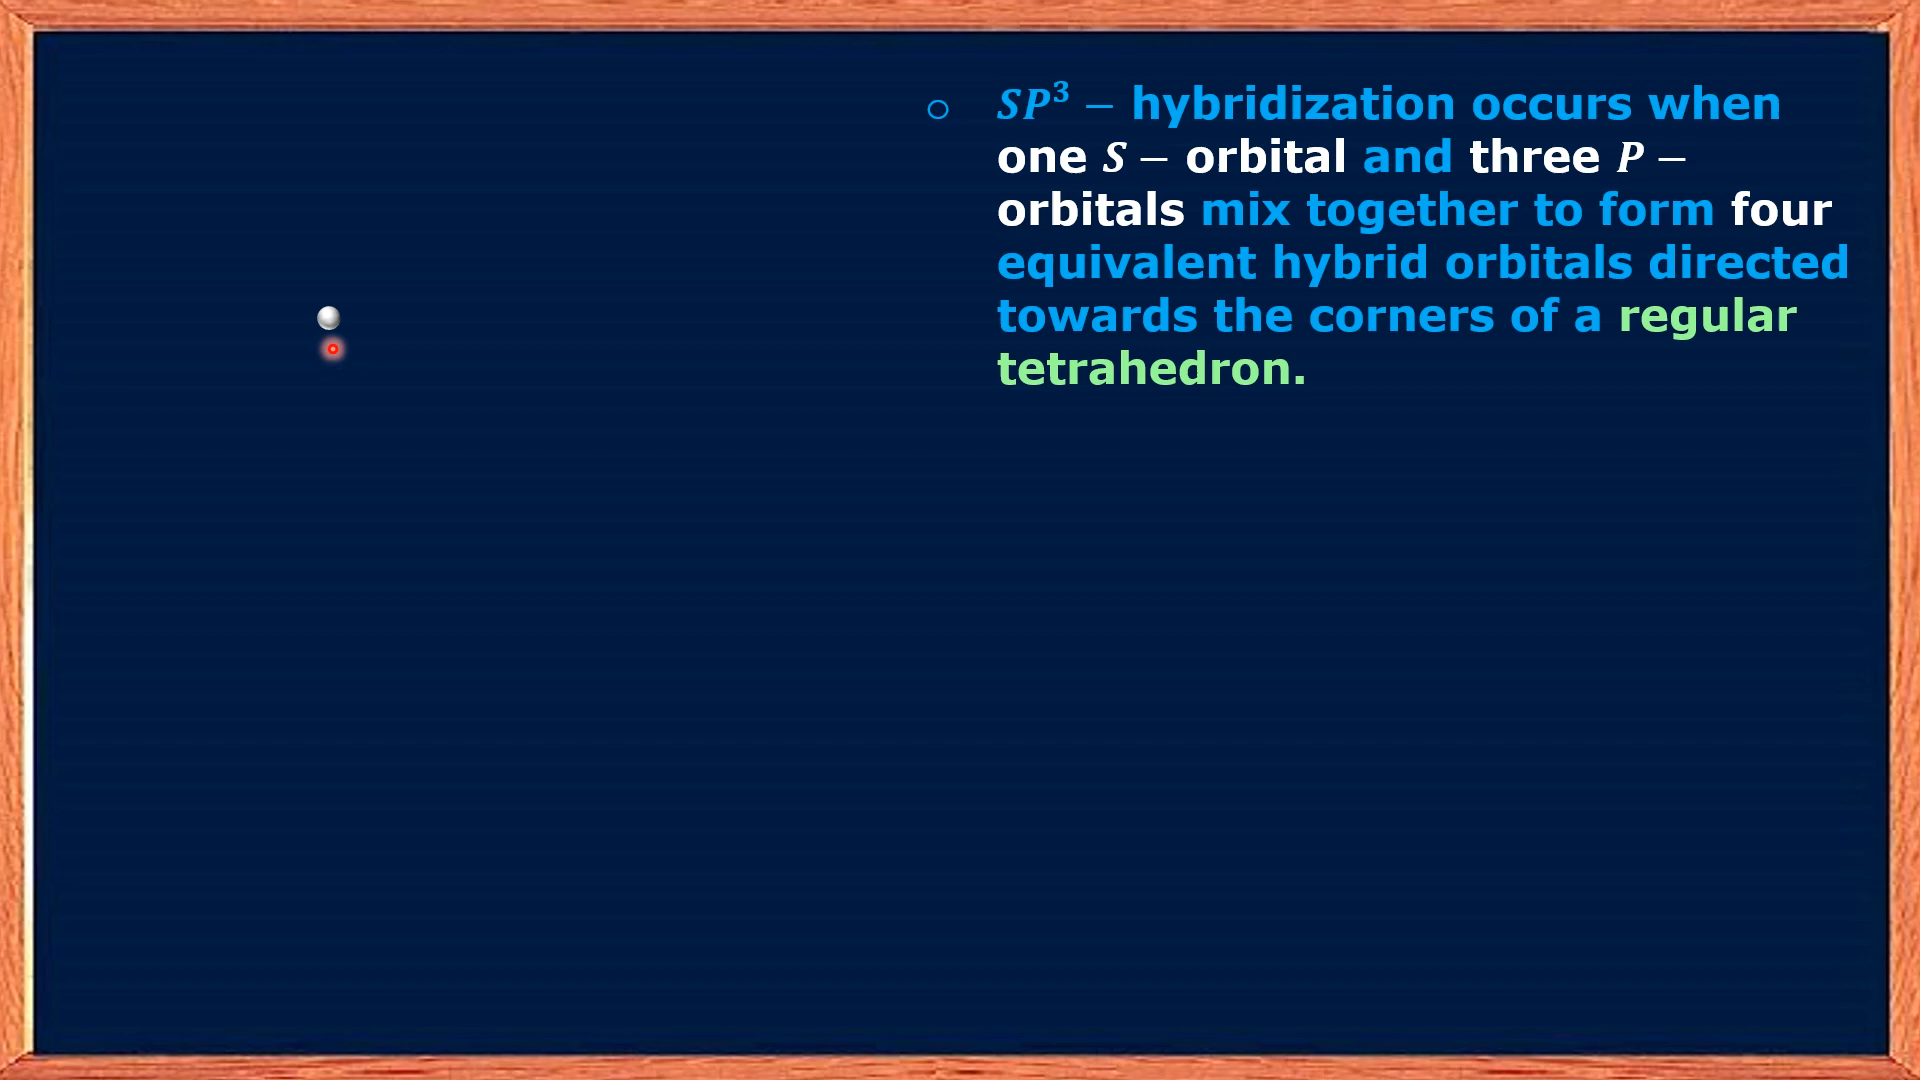 ○ SP³ – hybridization occurs when
one S – orbital and three P –
orbitals mix together to form four
equivalent hybrid orbitals directed
towards the corners of a regular
tetrahedron.